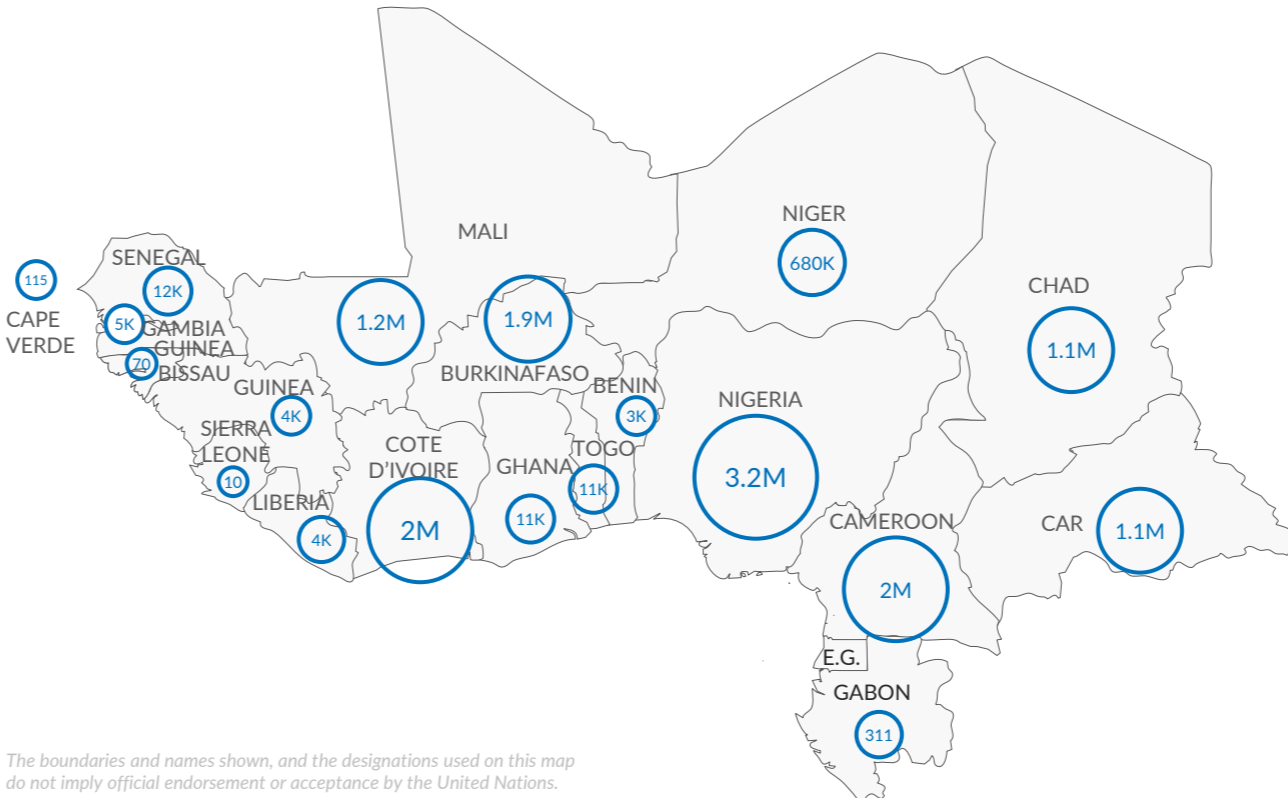 MALI
NIGER
680K
SENEGAL
12K
115
CAPE
VERDE
5K
GAMBIA
GUINEA
70
BISSAU
1.2M
1.9M
BURKINAFASO
CHAD
1.1M
GUINEA
4K
BENIN
3K
NIGERIA
3.2M
SIERRA
LEONE
10
COTE
D'IVOIRE
2M
GHANA
11K
TOGO
11K
LIBERIA
4K
CAMEROON
2M
CAR
1.1M
E.G.
GABON
311
The boundaries and names shown, and the designations used on this map
do not imply official endorsement or acceptance by the United Nations.